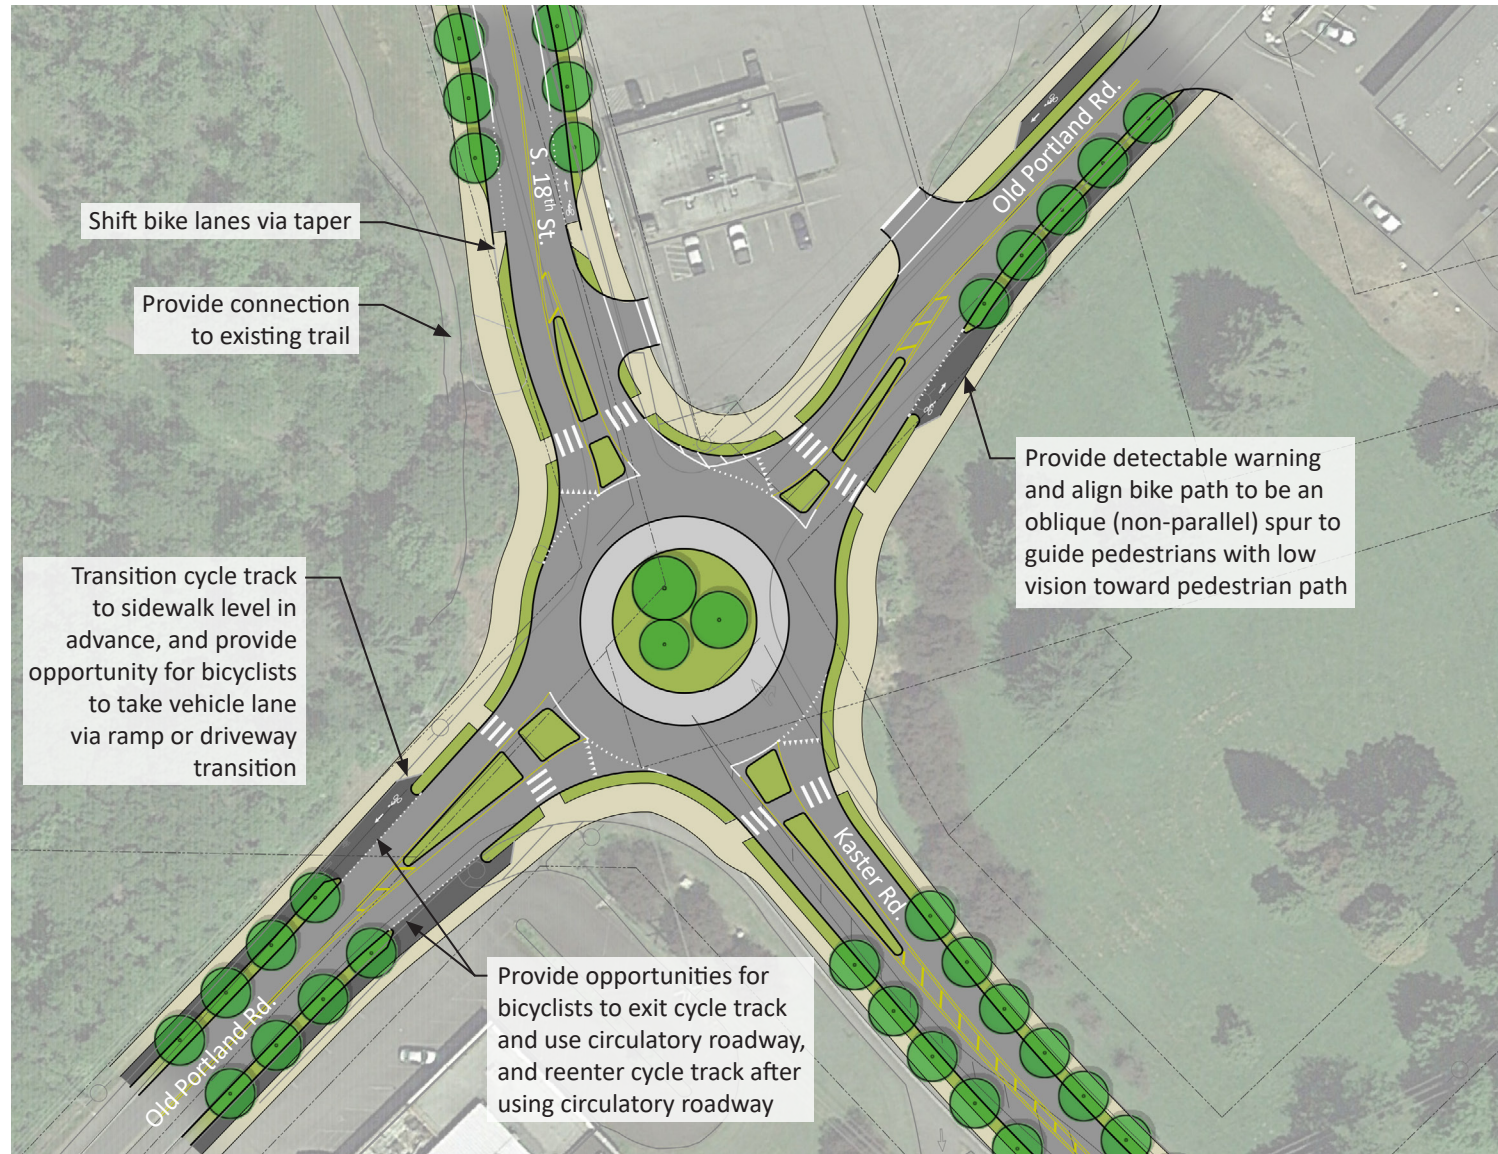 S. 18th St.
Old Portland Rd.
Shift bike lanes via taper
Provide connection
to existing trail
Provide detectable warning
and align bike path to be an
oblique (non-parallel) spur to
guide pedestrians with low
vision toward pedestrian path
Transition cycle track
to sidewalk level in
advance, and provide
opportunity for bicyclists
to take vehicle lane
via ramp or driveway
transition
Kaster Rd.
Provide opportunities for
bicyclists to exit cycle track
and use circulatory roadway,
and reenter cycle track after
using circulatory roadway
Old Portland Rd.